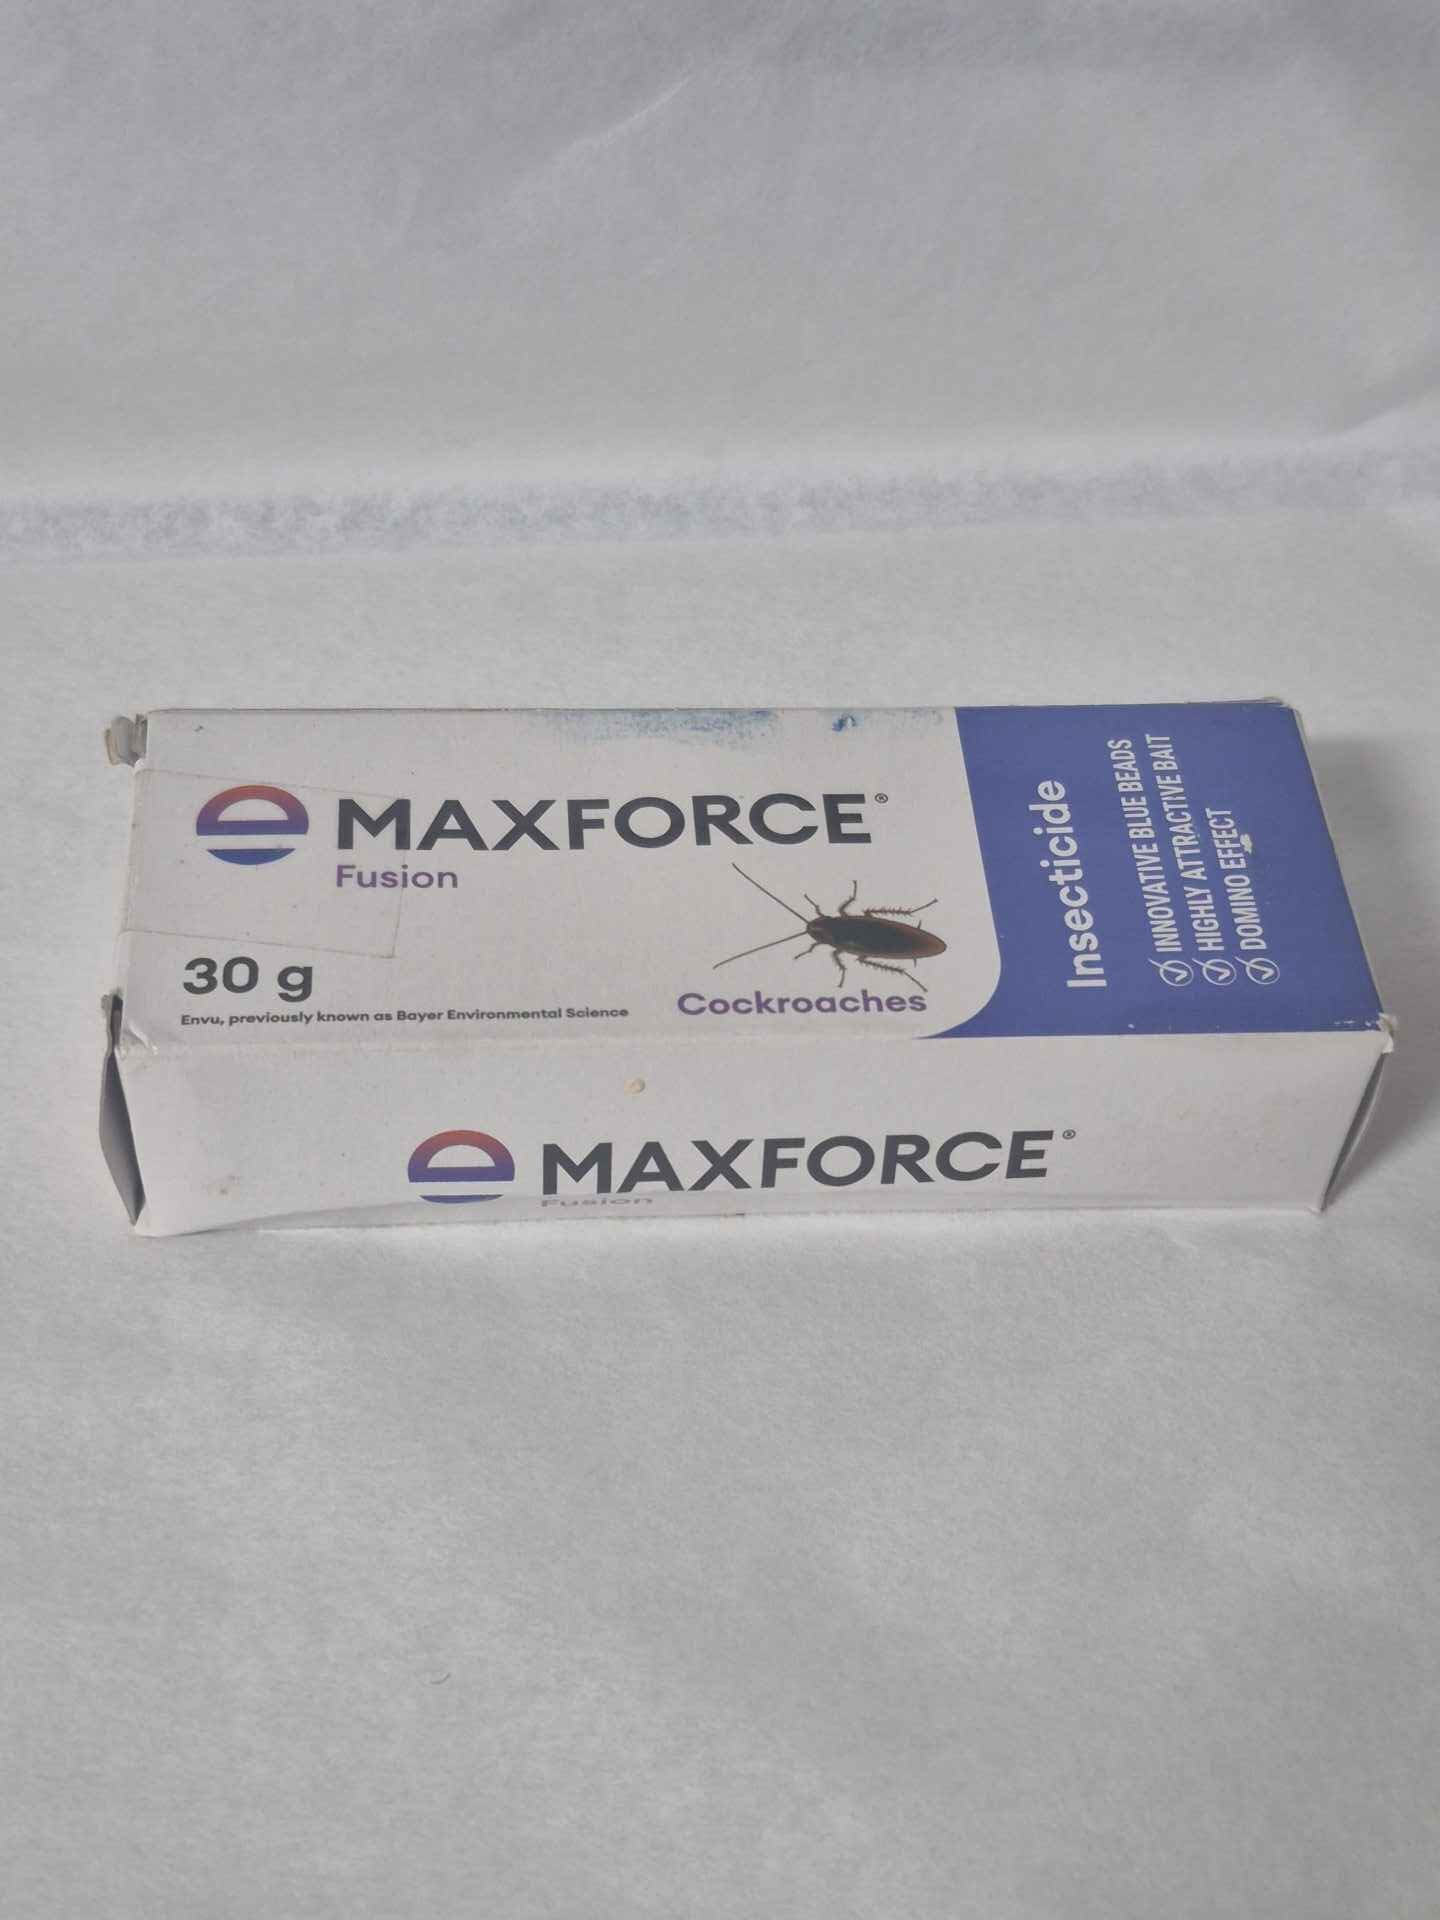 MAXFORCE®
Fusion
30 g
Envu, previously known as Bayer Environmental Science
Cockroaches
Insecticide
INNOVATIVE BLUE BEADS
HIGHLY ATTRACTIVE BAIT
DOMINO EFFECT
MAXFORCE®
Fusion